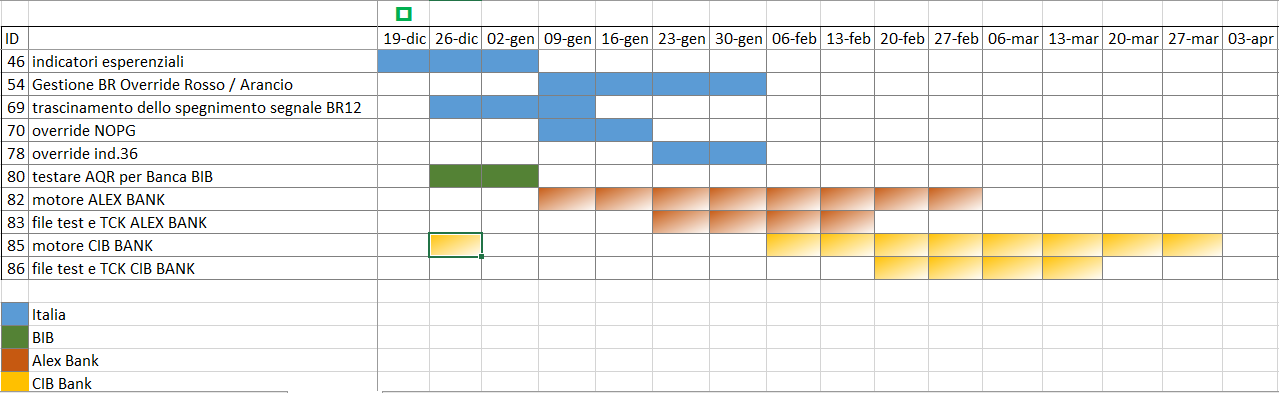 19-dic 26-dic 02-gen 09-gen 16-gen 23-gen 30-gen 06-feb 13-feb 20-feb 27-feb 06-mar 13-mar 20-mar 27-mar 03-apr
ID
46 indicatori esperenziali
54 Gestione BR Override Rosso / Arancio
69 trascinamento dello spegnimento segnale BR12
70 override NOPG
78 override ind.36
80 testare AQR per Banca BIB
82 motore ALEX BANK
83 file test e TCK ALEX BANK
85 motore CIB BANK
86 file test e TCK CIB BANK
Italia
BIB
Alex Bank
CIB Bank